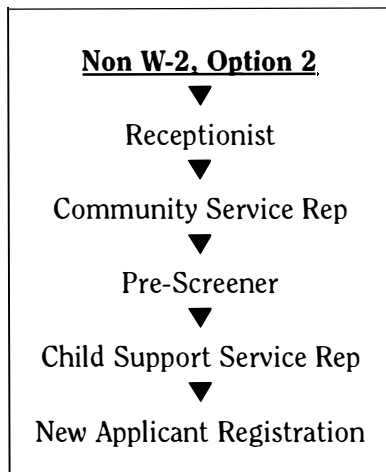 Non W-2, Option 2
Receptionist
Community Service Rep
Pre-Screener
Child Support Service Rep
New Applicant Registration